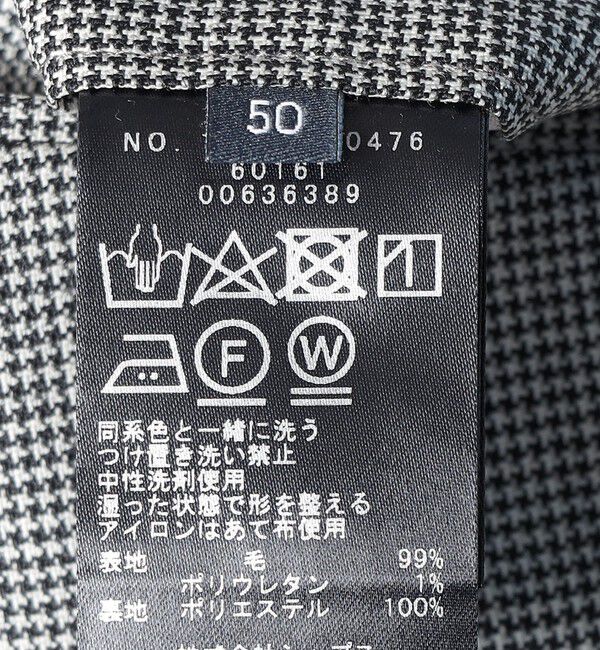 50
NO. 0476
60161
00636389
F W
同系色と一緒に洗う
つけ置き洗い禁止
中性洗剤使用
湿った状態で形を整える
アイロンはあて布使用
表地 毛 99%
ポリウレタン 1%
裏地 ポリエステル 100%